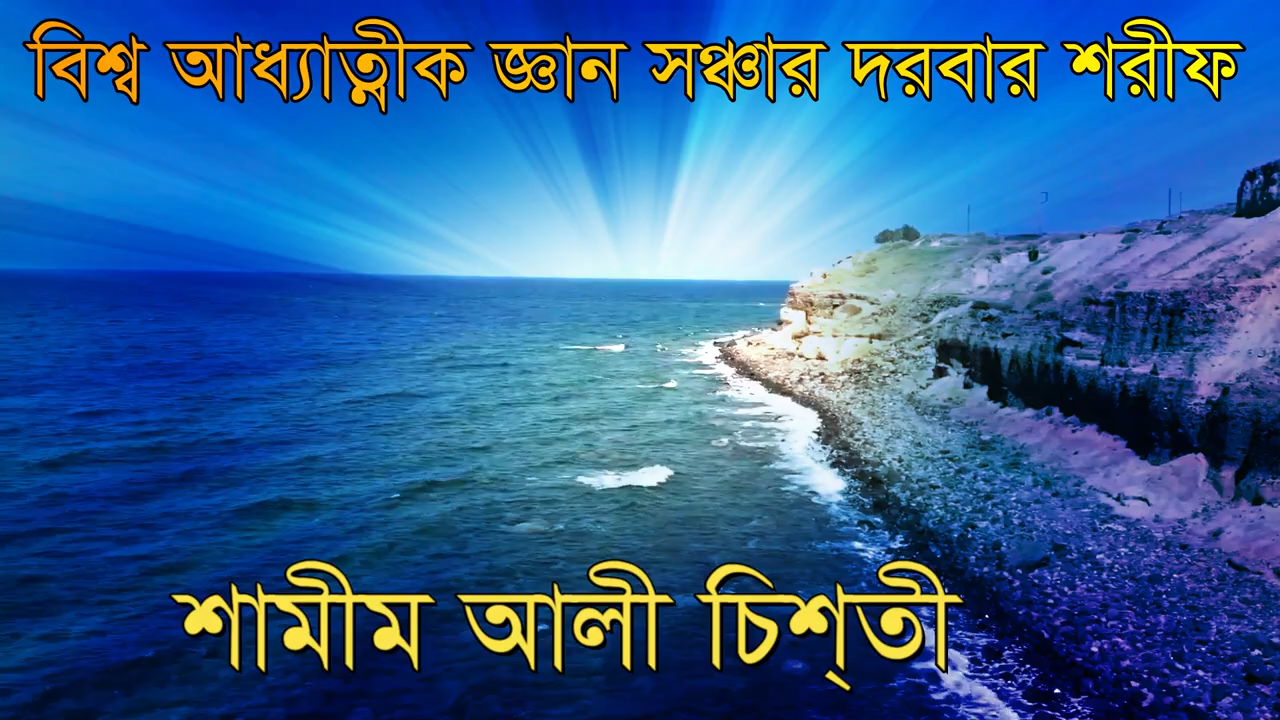 বিশ্ব আধ্যাত্নীক জ্ঞান সঞ্চার দরবার শরীফ
শামীম আলী চিশ্‌তী